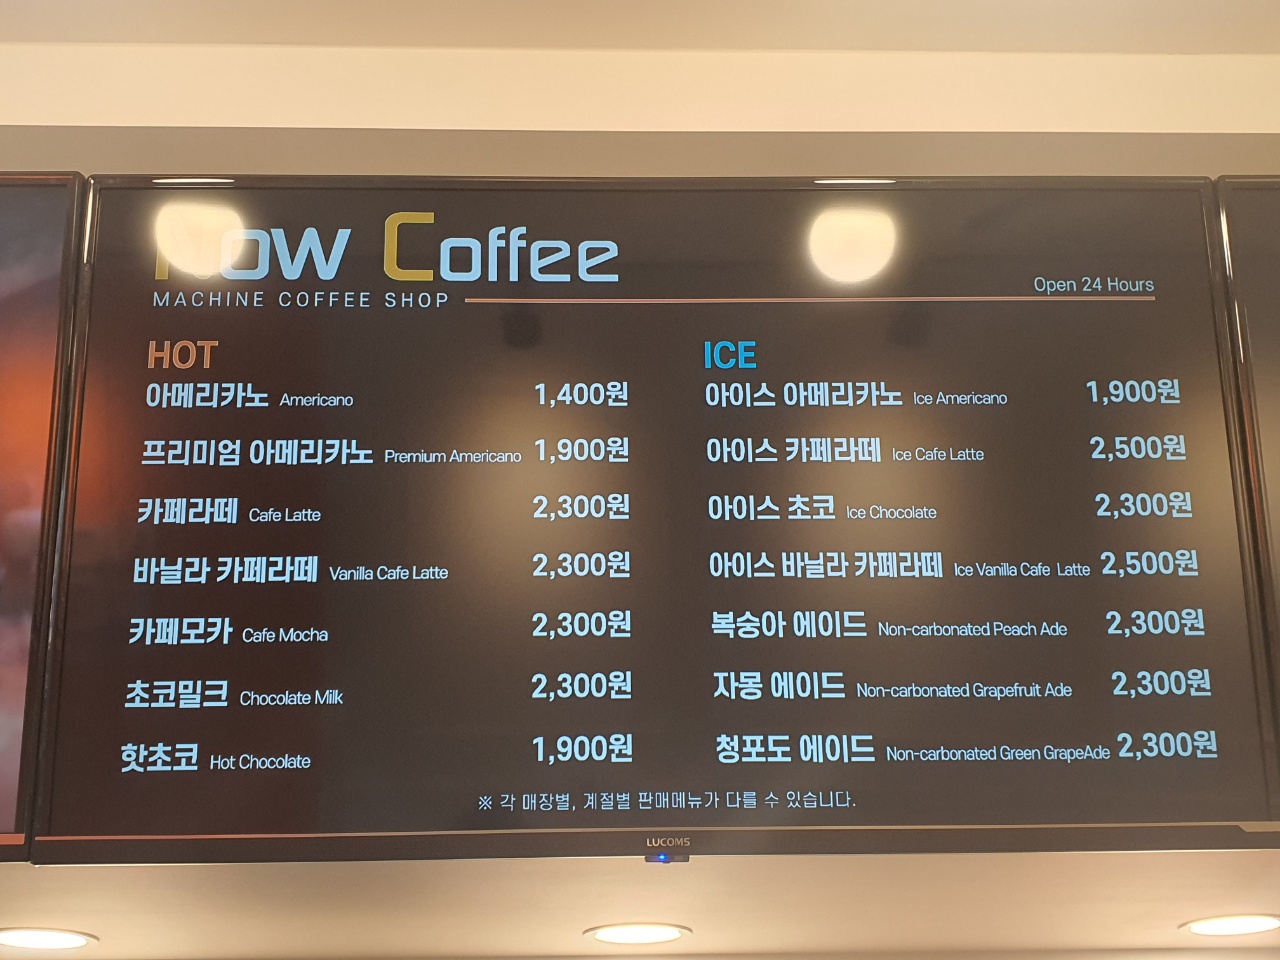 Now Coffee
MACHINE COFFEE SHOP
Open 24 Hours
HOT
아메리카노 Americano 1,400원
프리미엄 아메리카노 Premium Americano 1,900원
카페라떼 Cafe Latte 2,300원
바닐라 카페라떼 Vanilla Cafe Latte 2,300원
카페모카 Cafe Mocha 2,300원
초코밀크 Chocolate Milk 2,300원
핫초코 Hot Chocolate 1,900원
ICE
아이스 아메리카노 Ice Americano 1,900원
아이스 카페라떼 Ice Cafe Latte 2,500원
아이스 초코 Ice Chocolate 2,300원
아이스 바닐라 카페라떼 Ice Vanilla Cafe Latte 2,500원
복숭아 에이드 Non-carbonated Peach Ade 2,300원
자몽 에이드 Non-carbonated Grapefruit Ade 2,300원
청포도 에이드 Non-carbonated Green GrapeAde 2,300원
※ 각 매장별, 계절별 판매메뉴가 다를 수 있습니다.
LUCOMS